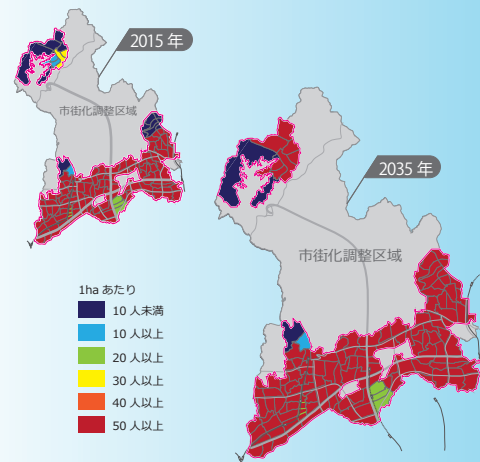 2015 年
市街化調整区域
2035 年
市街化調整区域
1ha あたり
10 人未満
10 人以上
20 人以上
30 人以上
40 人以上
50 人以上